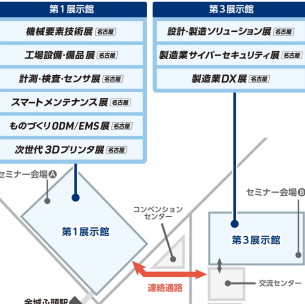 第1展示館
機械要素技術展 名古屋
工場設備・備品展 名古屋
計測・検査・センサ展 名古屋
スマートメンテナンス展 名古屋
ものづくりODM/EMS展 名古屋
次世代3Dプリンタ展 名古屋
第3展示館
設計・製造ソリューション展 名古屋
製造業サイバーセキュリティ展 名古屋
製造業DX展 名古屋
セミナー会場A
セミナー会場B
コンベンション
センター
第1展示館
第3展示館
連絡通路
交流センター
金城ふ頭駅